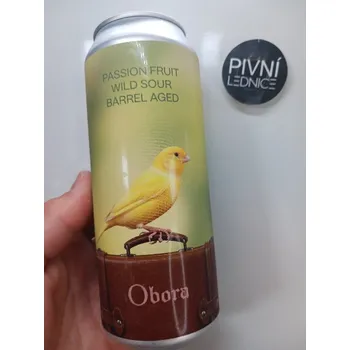 PASSION FRUIT
WILD SOUR
BARREL AGED
Obora
PIVNÍ
LEDNICE